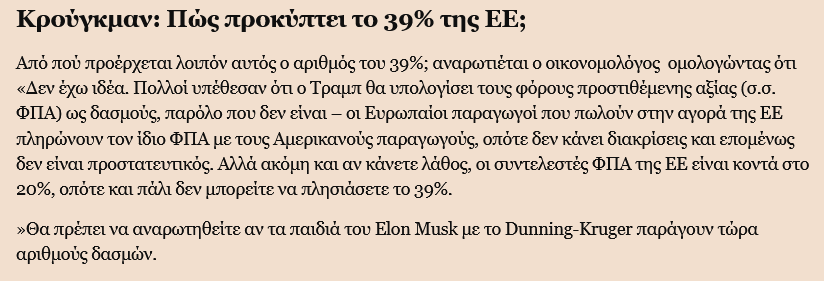 Κρούγκμαν: Πώς προκύπτει το 39% της ΕΕ;
Από πού προέρχεται λοιπόν αυτός ο αριθμός του 39%; αναρωτιέται ο οικονομολόγος ομολογώντας ότι
«Δεν έχω ιδέα. Πολλοί υπέθεσαν ότι ο Τραμπ θα υπολογίσει τους φόρους προστιθέμενης αξίας (σ.σ.
ΦΠΑ) ως δασμούς, παρόλο που δεν είναι – οι Ευρωπαίοι παραγωγοί που πωλούν στην αγορά της ΕΕ
πληρώνουν τον ίδιο ΦΠΑ με τους Αμερικανούς παραγωγούς, οπότε δεν κάνει διακρίσεις και επομένως
δεν είναι προστατευτικός. Αλλά ακόμη και αν κάνετε λάθος, οι συντελεστές ΦΠΑ της ΕΕ είναι κοντά στο
20%, οπότε και πάλι δεν μπορείτε να πλησιάσετε το 39%.
»Θα πρέπει να αναρωτηθείτε αν τα παιδιά του Elon Musk με το Dunning-Kruger παράγουν τώρα
αριθμούς δασμών.